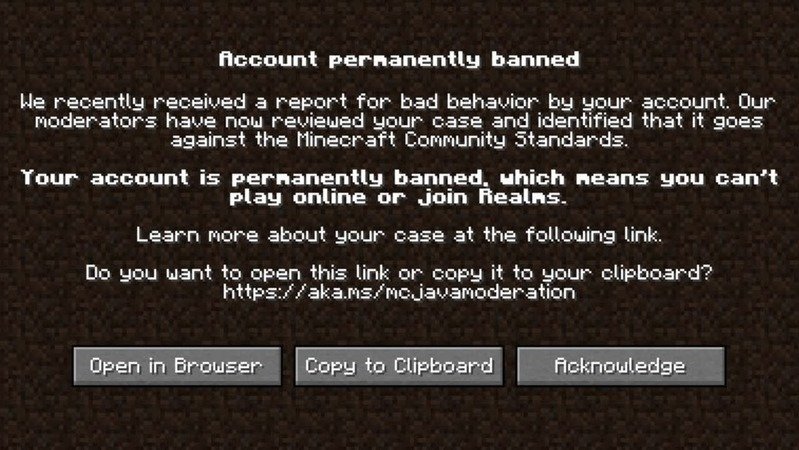 Account permanently banned
We recently received a report for bad behavior by your account. Our
moderators have now reviewed your case and identified that it goes
against the Minecraft Community Standards.
Your account is permanently banned, which means you can't
play online or join Realms.
Learn more about your case at the following link.
Do you want to open this link or copy it to your clipboard?
https://aka.ms/mcjavamoderation
Open in Browser
Copy to Clipboard
Acknowledge